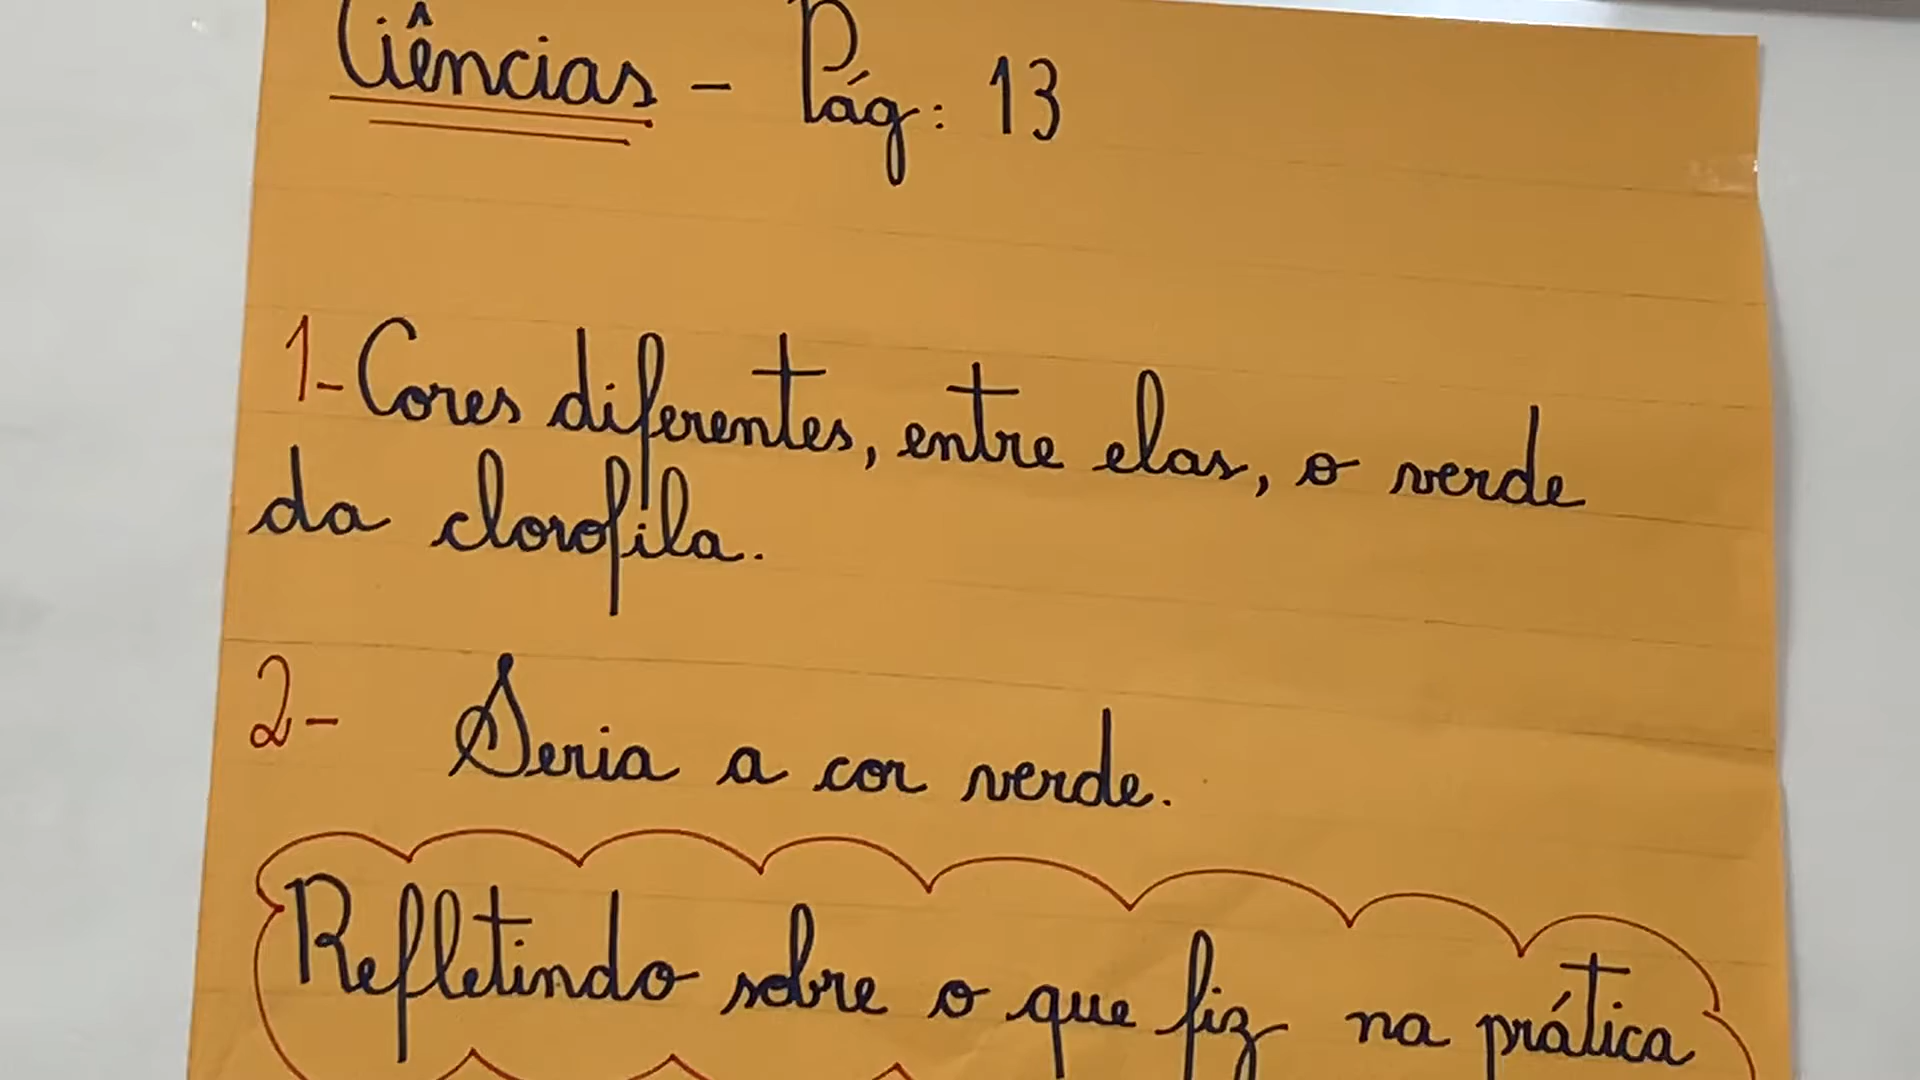 Ciências - Pág: 13
1- Cores diferentes, entre elas, o verde
da clorofila.
2- Seria a cor verde.
Refletindo sobre o que fiz na prática